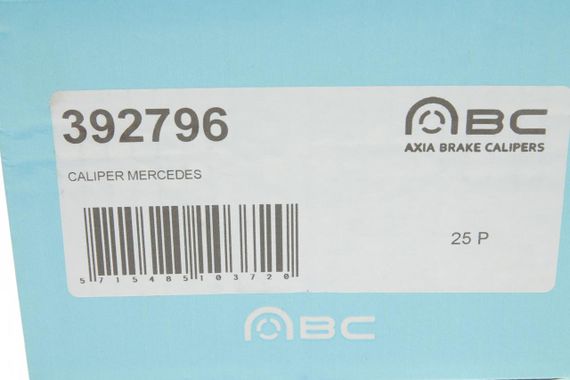 392796
ABC
AXIA BRAKE CALIPERS
CALIPER MERCEDES
5715485103720
25 P
ABC